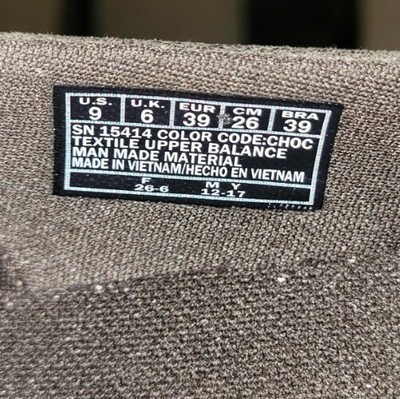 U.S. U.K. EUR CM BRA
9 6 39 26 39
SN 15414 COLOR CODE:CHOC
TEXTILE UPPER BALANCE
MAN MADE MATERIAL
MADE IN VIETNAM/HECHO EN VIETNAM
F M Y
26-6 12-17